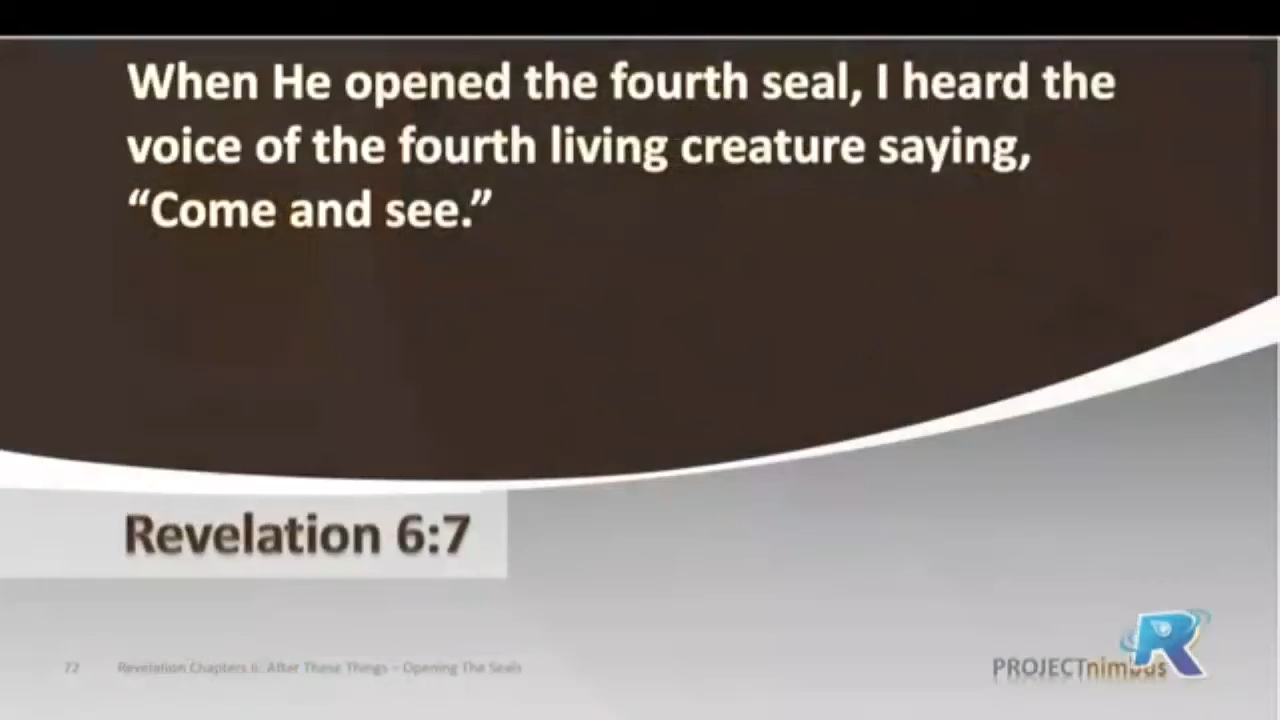 When He opened the fourth seal, I heard the
voice of the fourth living creature saying,
“Come and see.”
Revelation 6:7
72 Revelation Chapters 6: After These Things – Opening The Seals
PROJECTnimbus